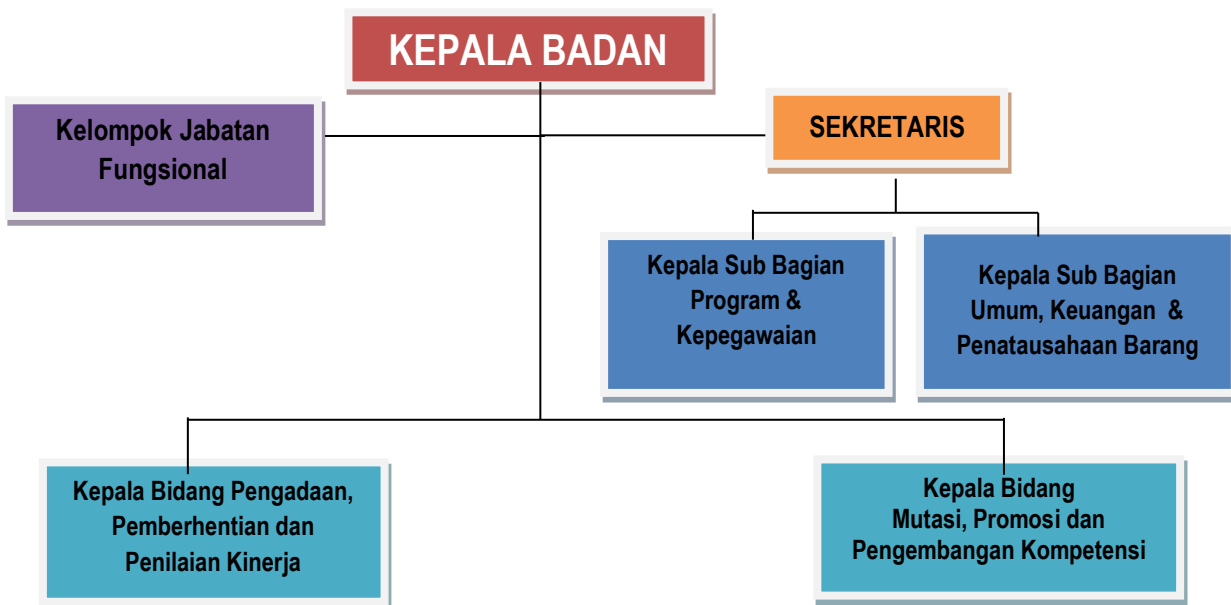 KEPALA BADAN
Kelompok Jabatan
Fungsional
SEKRETARIS
Kepala Sub Bagian
Program &
Kepegawaian
Kepala Sub Bagian
Umum, Keuangan &
Penatausahaan Barang
Kepala Bidang Pengadaan,
Pemberhentian dan
Penilaian Kinerja
Kepala Bidang
Mutasi, Promosi dan
Pengembangan Kompetensi